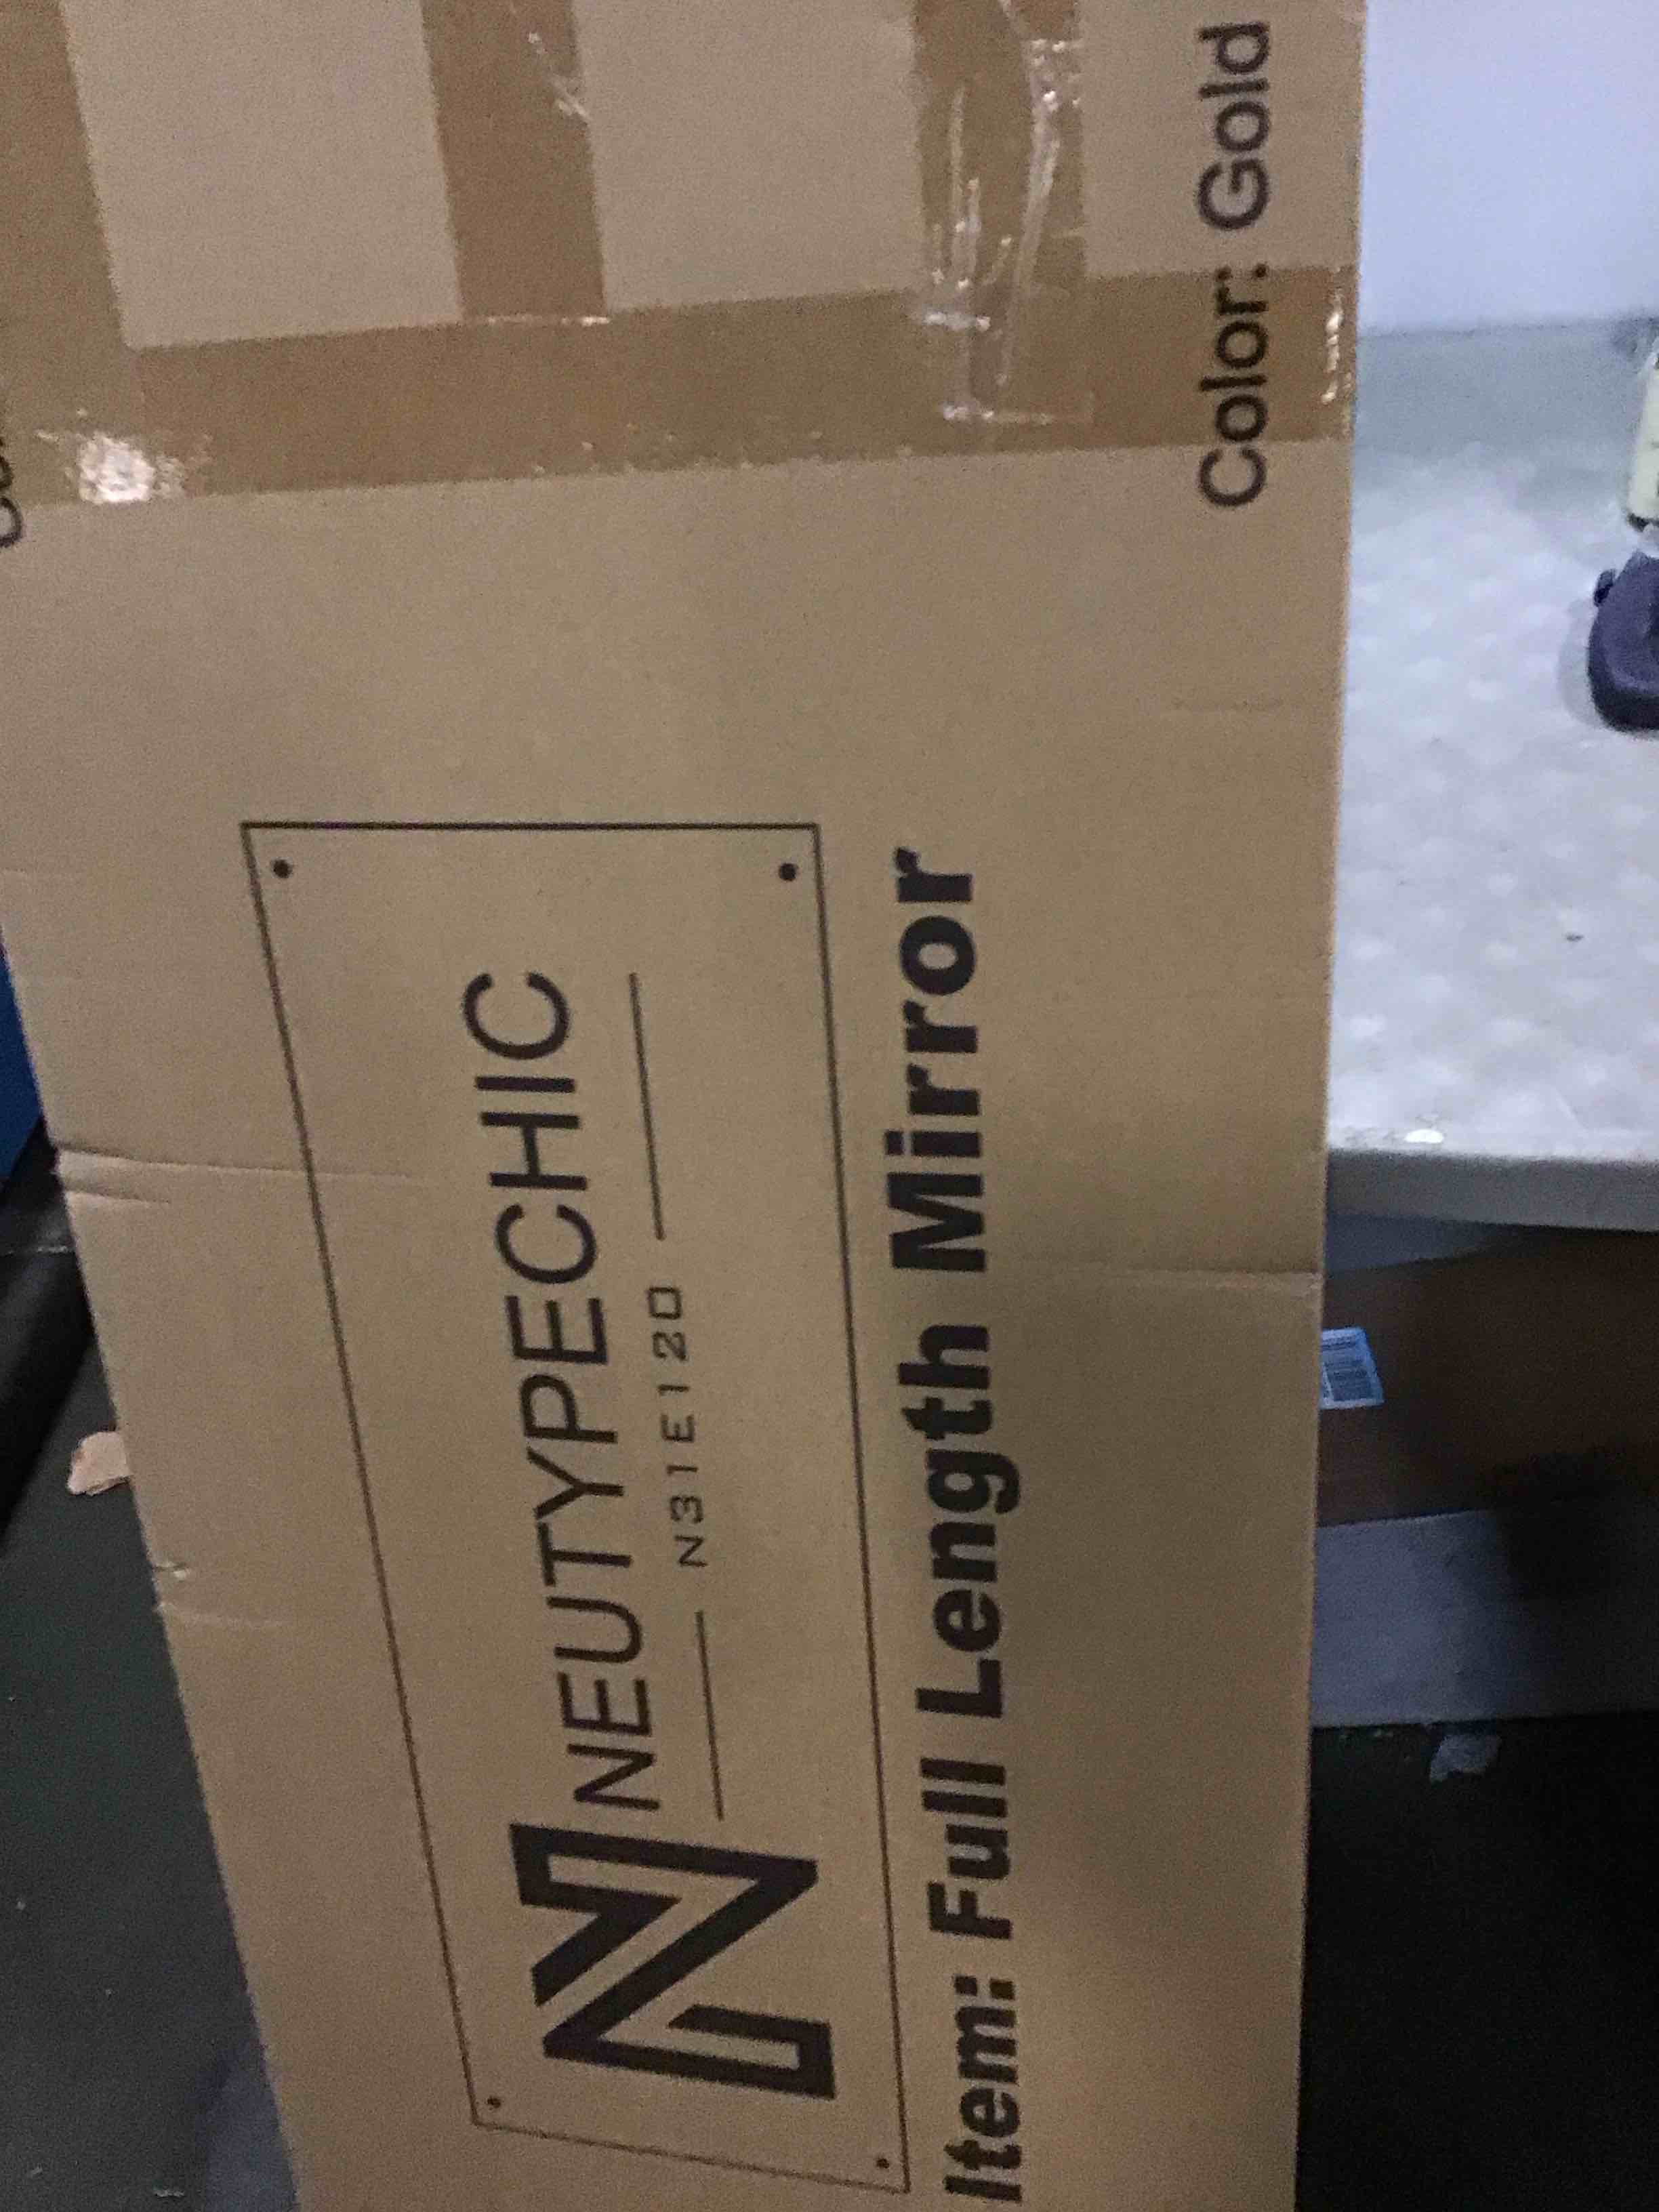 NEUTYPECHIC
N31E120
Item: Full Length Mirror
Color: Gold